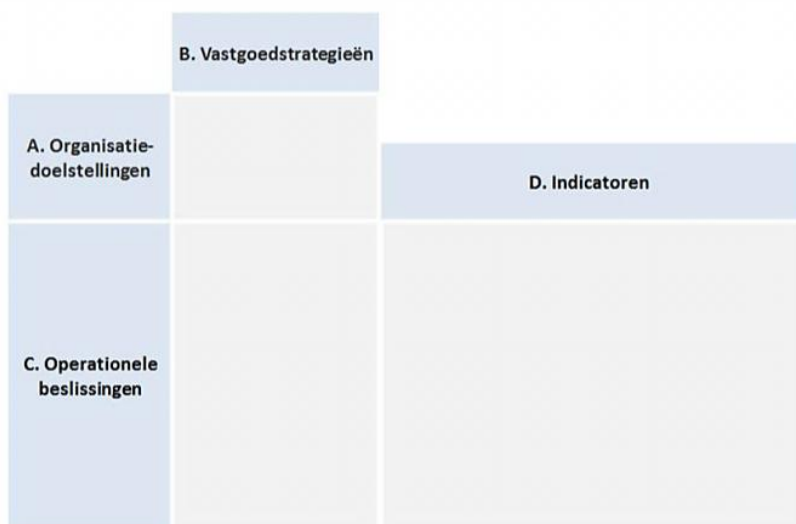 B. Vastgoedstrategieën
A. Organisatie-
doelstellingen
D. Indicatoren
C. Operationele
beslissingen